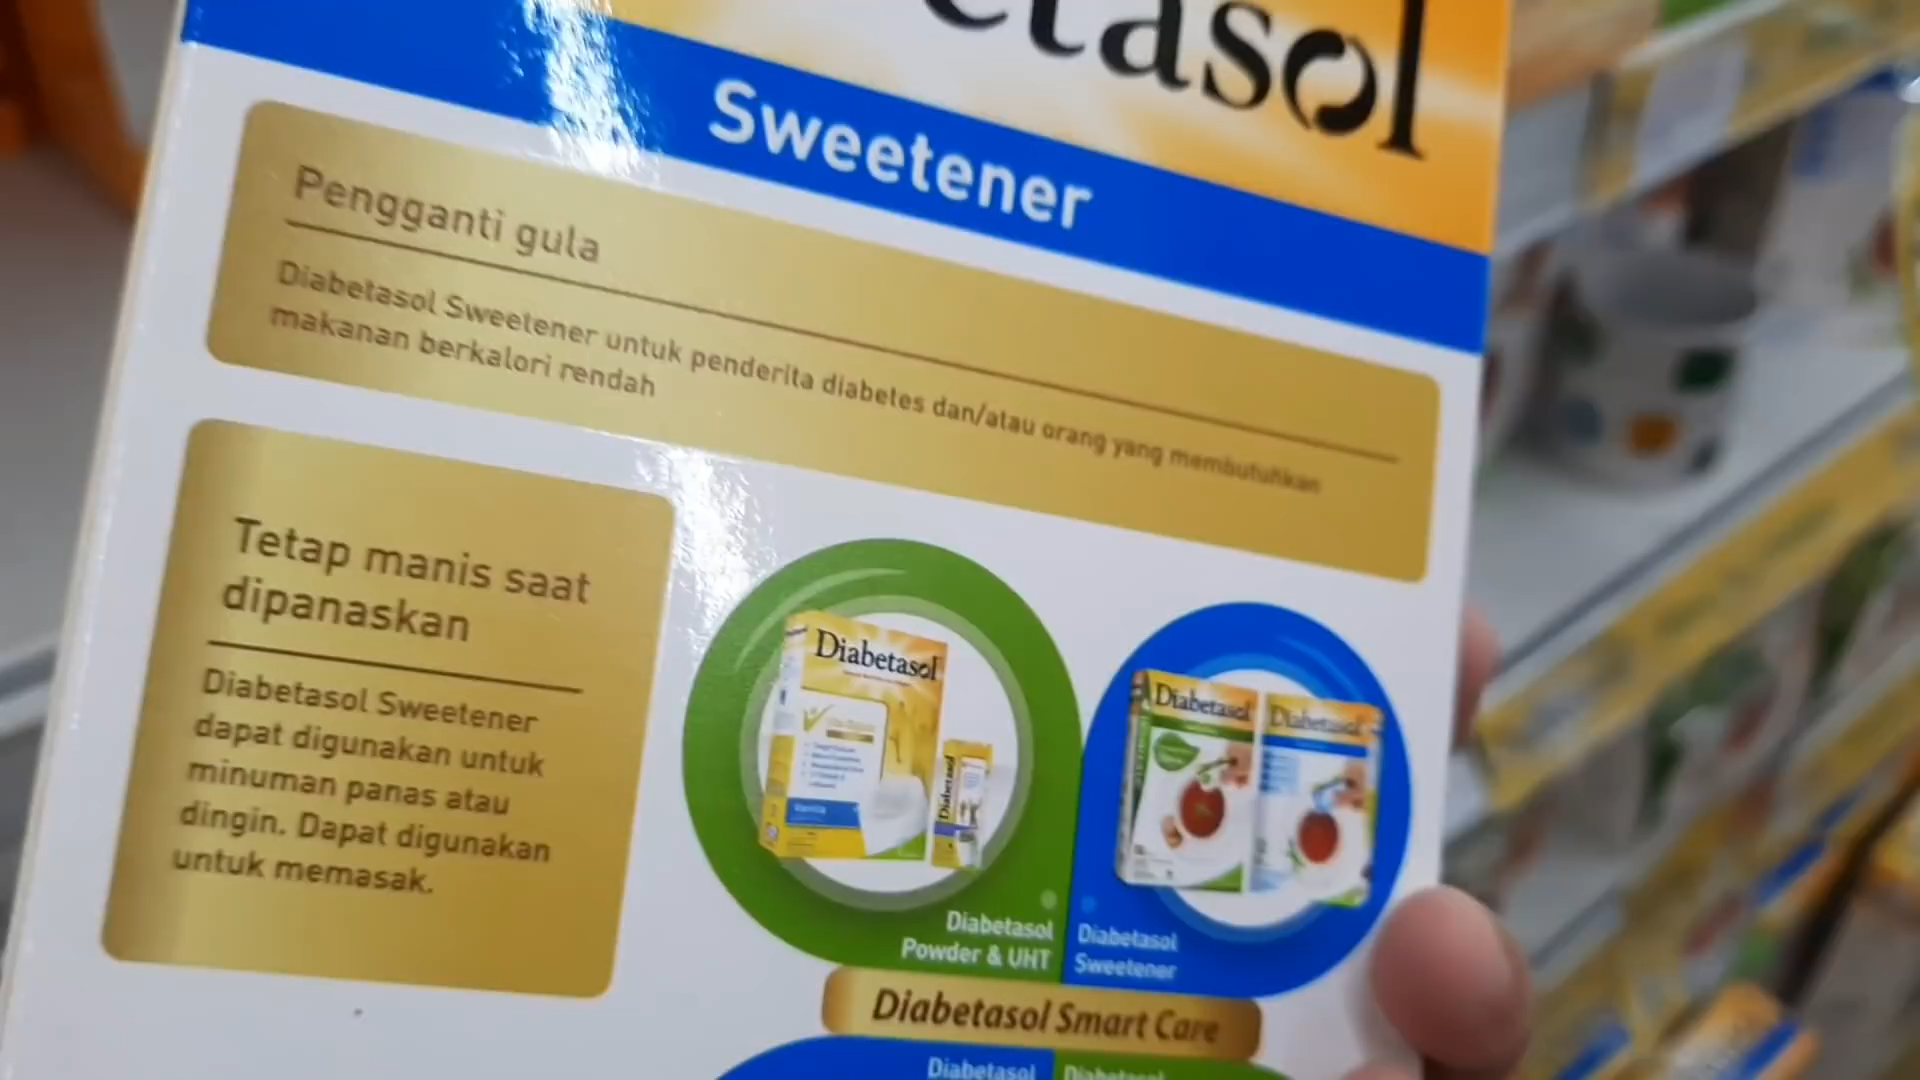 etasol
Sweetener
Pengganti gula
Diabetasol Sweetener untuk penderita diabetes dan/atau orang yang membutuhkan
makanan berkalori rendah
Tetap manis saat
dipanaskan
Diabetasol Sweetener
dapat digunakan untuk
minuman panas atau
dingin. Dapat digunakan
untuk memasak.
Diabetasol
Diabetasol
Diabetasol
Diabetasol
Diabetasol
Powder & UHT
Diabetasol
Sweetener
Diabetasol Smart Care
Diabetasol
Diabetasol